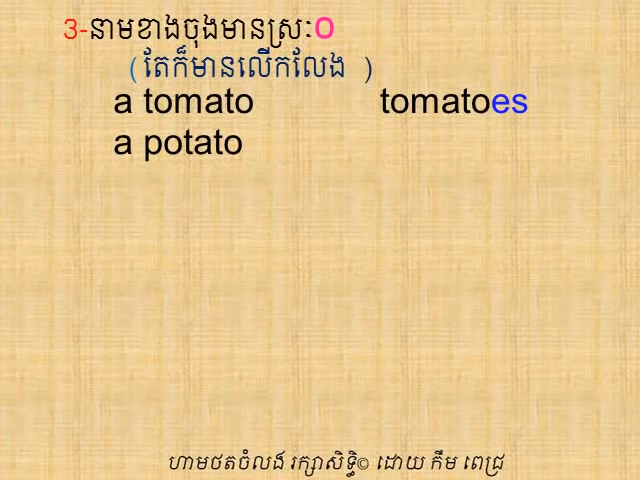 3-នាមខាងចុងមានស្រៈo
( តែក៏មានលើកលែង )
a tomato tomatoes
a potato
ហាមថតចំលង រក្សាសិទ្ធិ© ដោយ កឹម ពេជ្រ